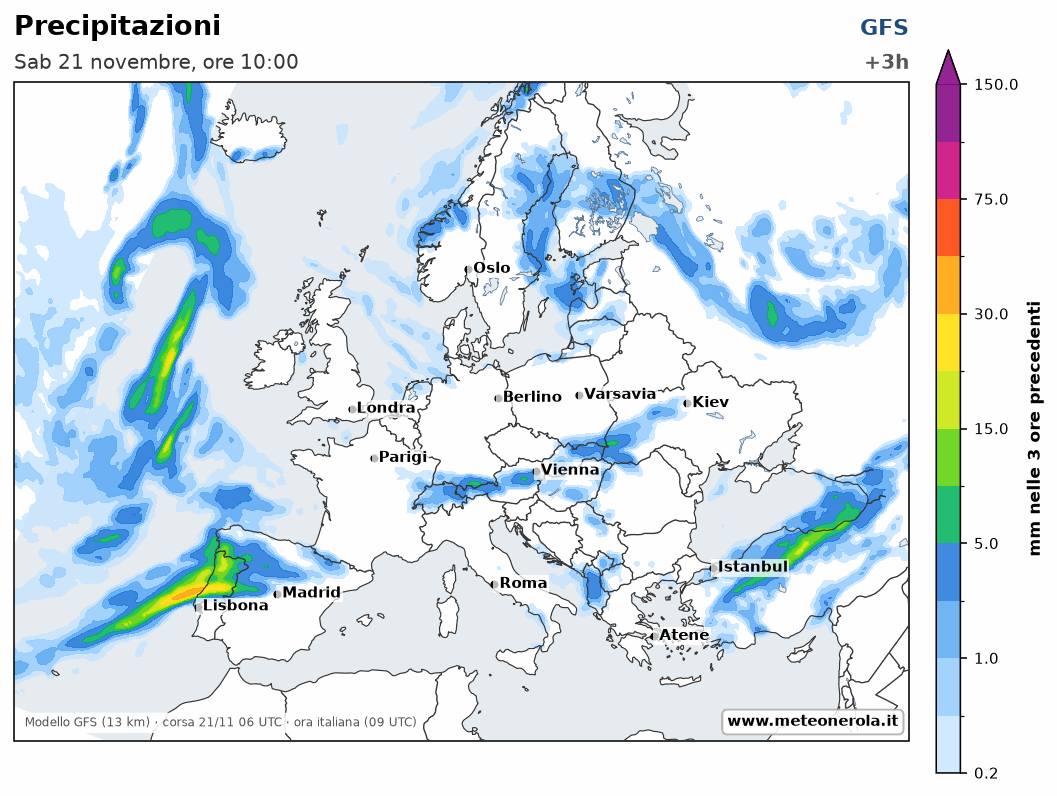 Precipitazioni
GFS
Sab 21 novembre, ore 10:00
+3h
150.0
75.0
30.0
15.0
5.0
1.0
0.2
mm nelle 3 ore precedenti
Oslo
Londra
Berlino
Varsavia
Kiev
Parigi
Vienna
Istanbul
Madrid
Lisbona
Roma
Atene
Modello GFS (13 km) · corsa 21/11 06 UTC · ora italiana (09 UTC)
www.meteonerola.it